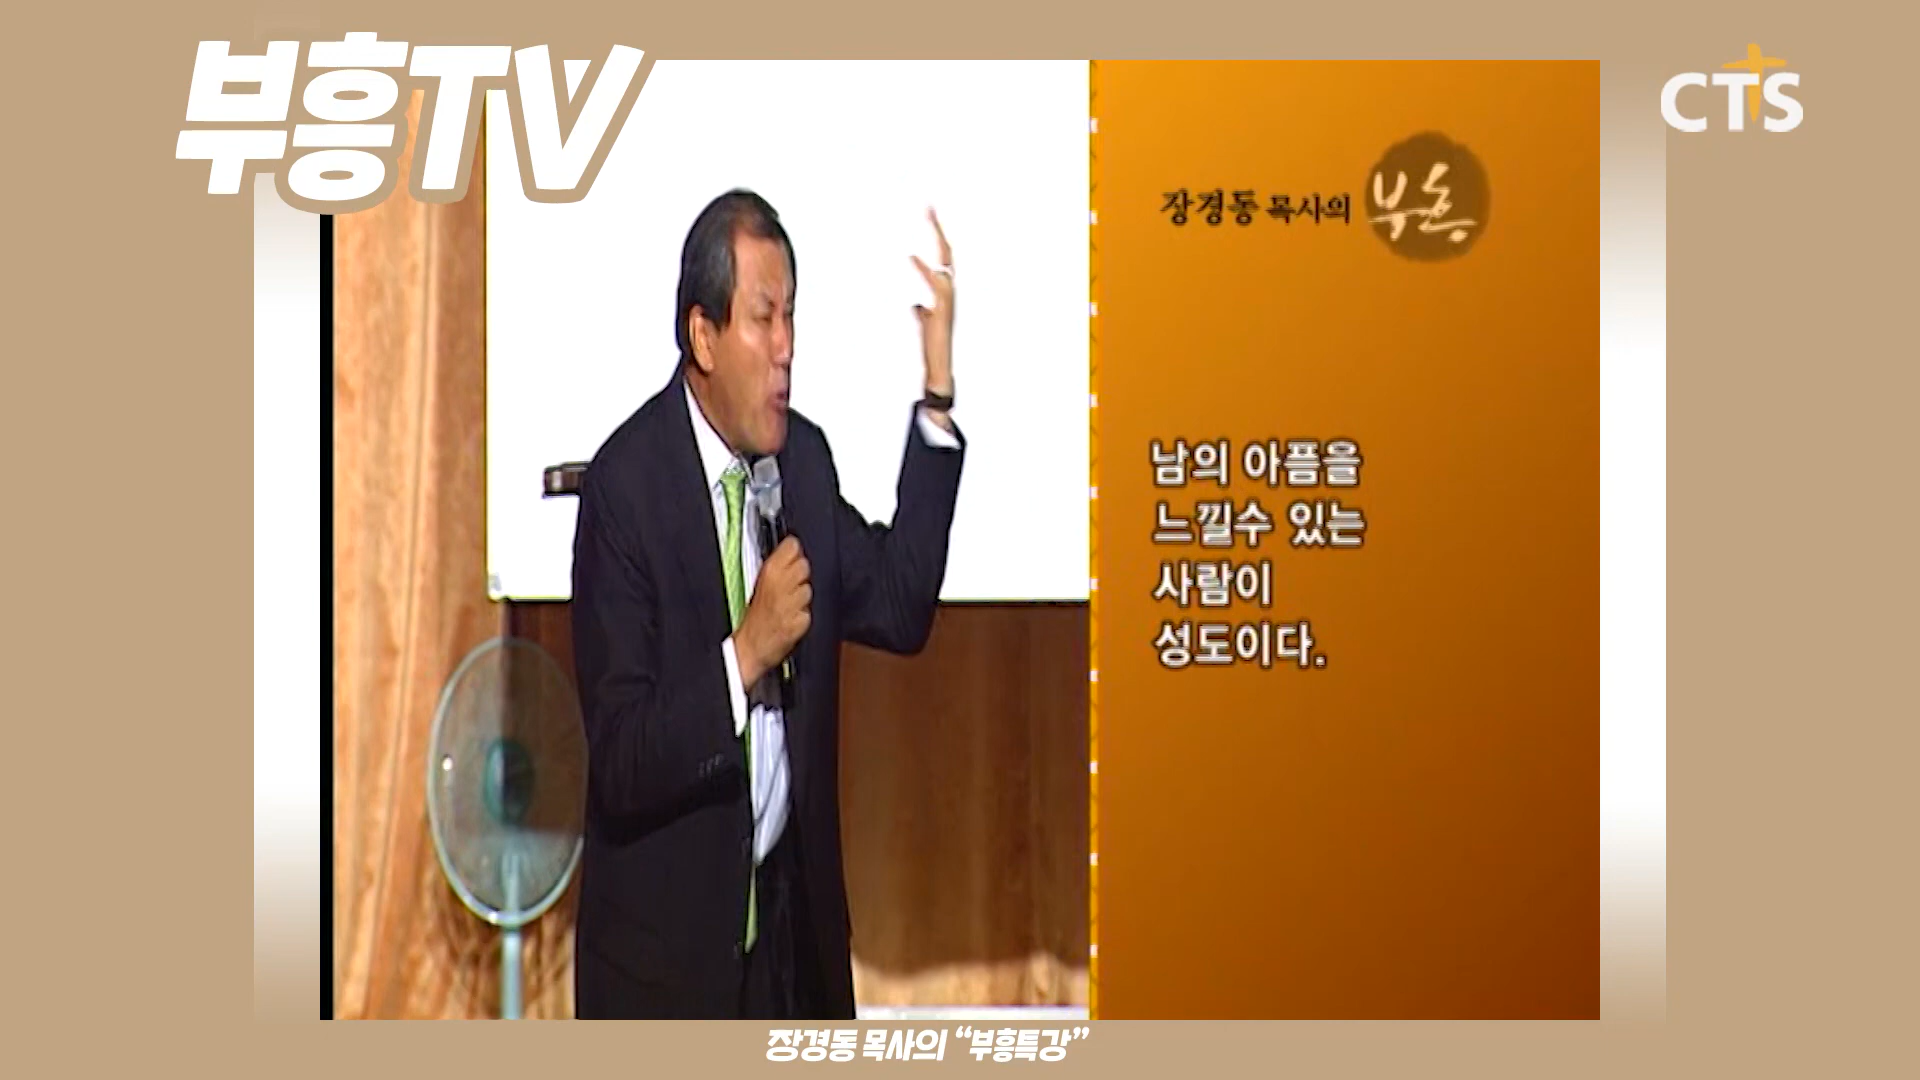 부흥TV
CTS
장경동 목사의 부흥
남의 아픔을
느낄수 있는
사람이
성도이다.
장경동 목사의 “부흥특강”